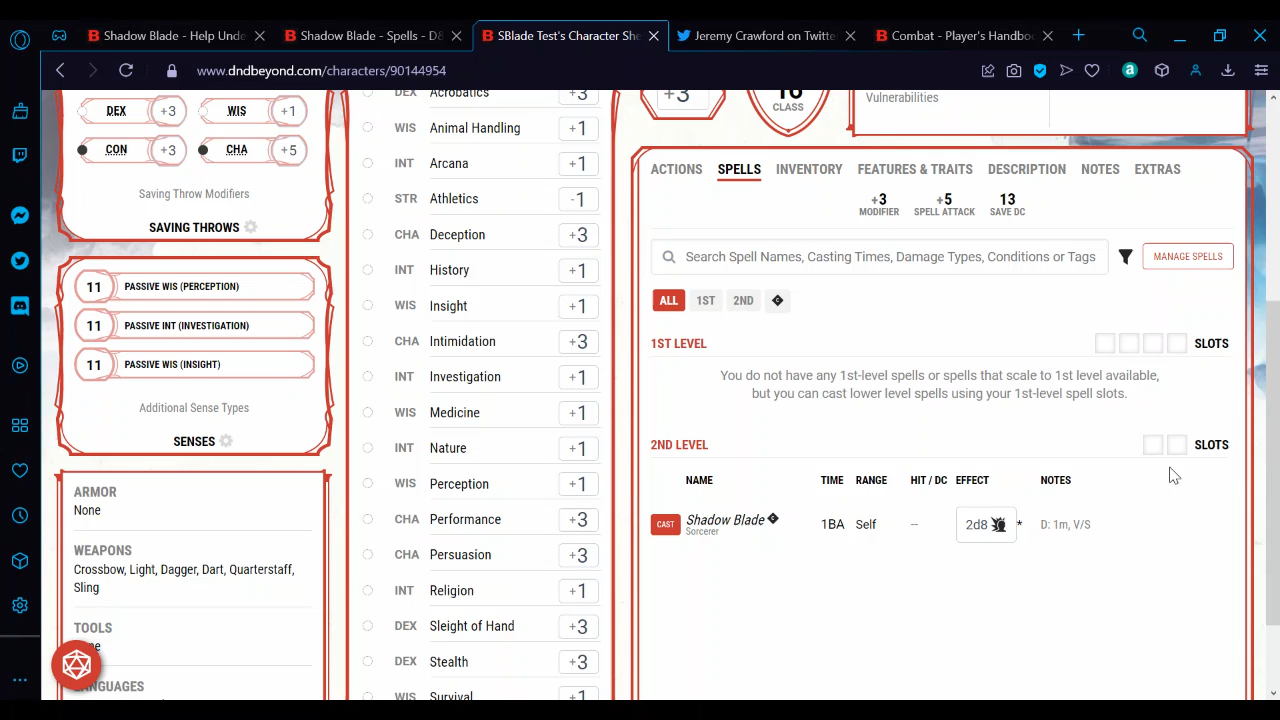 Shadow Blade - Help Unde
Shadow Blade - Spells - D&
SBlade Test's Character She
Jeremy Crawford on Twitte
Combat - Player's Handboo
www.dndbeyond.com/characters/90144954
DEX +3 WIS +1
CON +3 CHA +5
Saving Throw Modifiers
SAVING THROWS
11 PASSIVE WIS (PERCEPTION)
11 PASSIVE INT (INVESTIGATION)
11 PASSIVE WIS (INSIGHT)
Additional Sense Types
SENSES
ARMOR
None
WEAPONS
Crossbow, Light, Dagger, Dart, Quarterstaff,
Sling
TOOLS
LANGUAGES
DEX Acrobatics +3
WIS Animal Handling +1
INT Arcana +1
STR Athletics -1
CHA Deception +3
INT History +1
WIS Insight +1
CHA Intimidation +3
INT Investigation +1
WIS Medicine +1
INT Nature +1
WIS Perception +1
CHA Performance +3
CHA Persuasion +3
INT Religion +1
DEX Sleight of Hand +3
DEX Stealth +3
WIS Survival +1
+3
CLASS
Vulnerabilities
ACTIONS SPELLS INVENTORY FEATURES & TRAITS DESCRIPTION NOTES EXTRAS
+3 +5 13
MODIFIER SPELL ATTACK SAVE DC
Search Spell Names, Casting Times, Damage Types, Conditions or Tags
MANAGE SPELLS
ALL 1ST 2ND C
1ST LEVEL SLOTS
You do not have any 1st-level spells or spells that scale to 1st level available,
but you can cast lower level spells using your 1st-level spell slots.
2ND LEVEL SLOTS
NAME TIME RANGE HIT / DC EFFECT NOTES
CAST Shadow Blade C 1BA Self -- 2d8 * D: 1m, V/S
Sorcerer